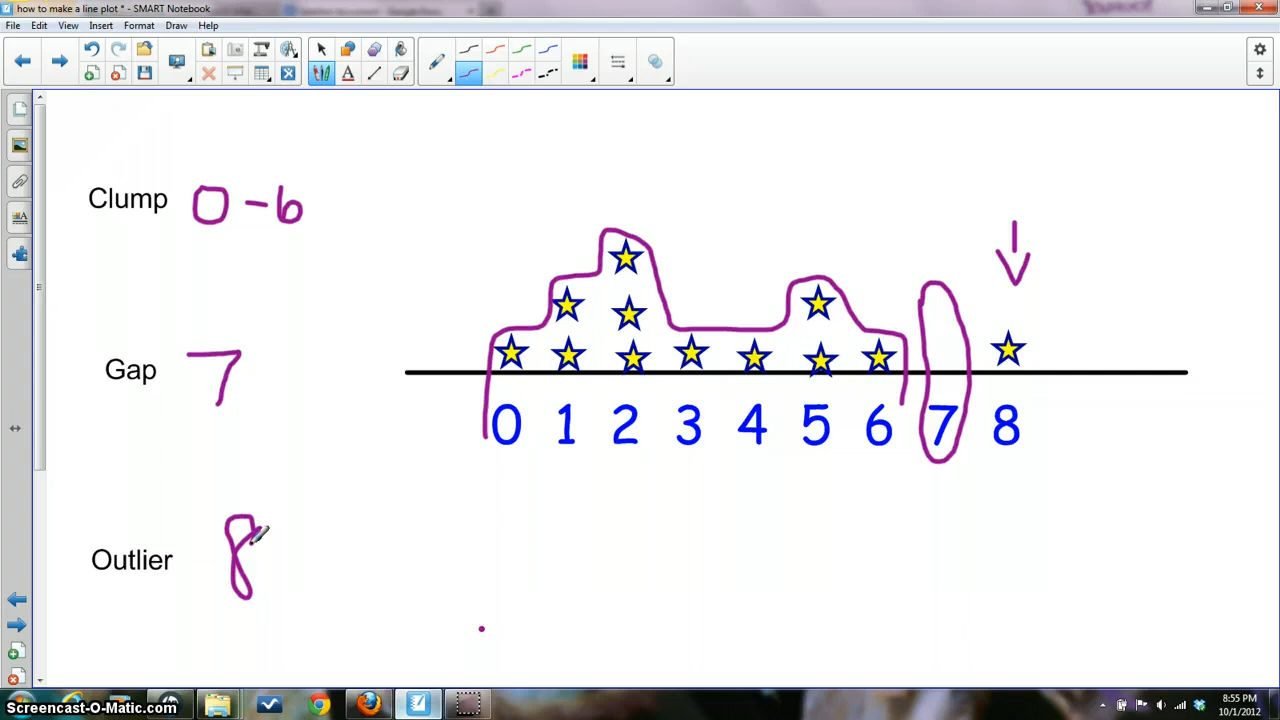 how to make a line plot * - SMART Notebook
File Edit View Insert Format Draw Help
Clump 0-6
Gap 7
Outlier 8
0 1 2 3 4 5 6 7 8
Screencast-O-Matic.com
8:55 PM
10/1/2012